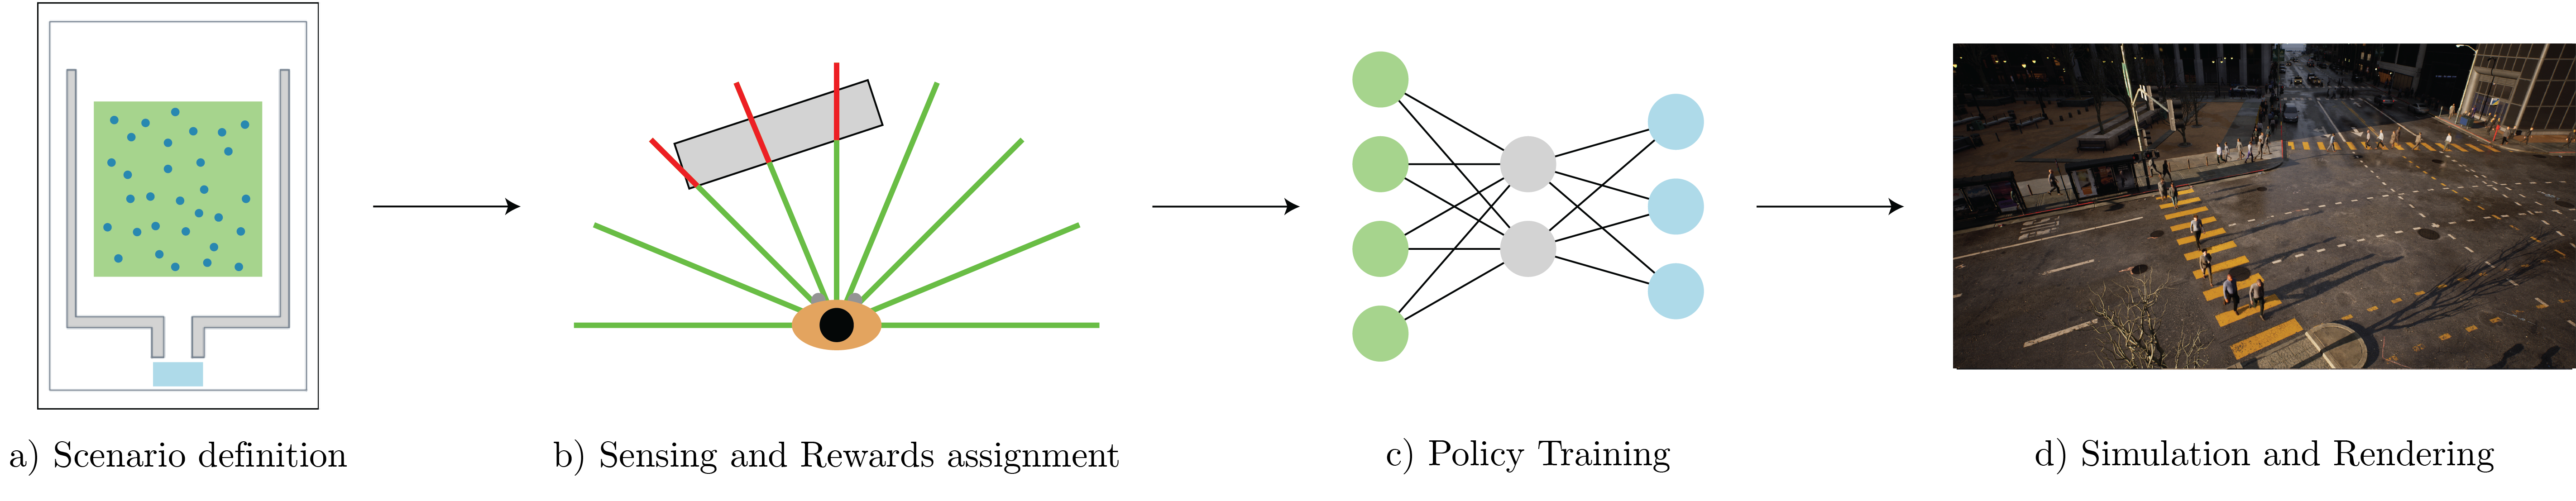 a) Scenario definition
b) Sensing and Rewards assignment
c) Policy Training
d) Simulation and Rendering